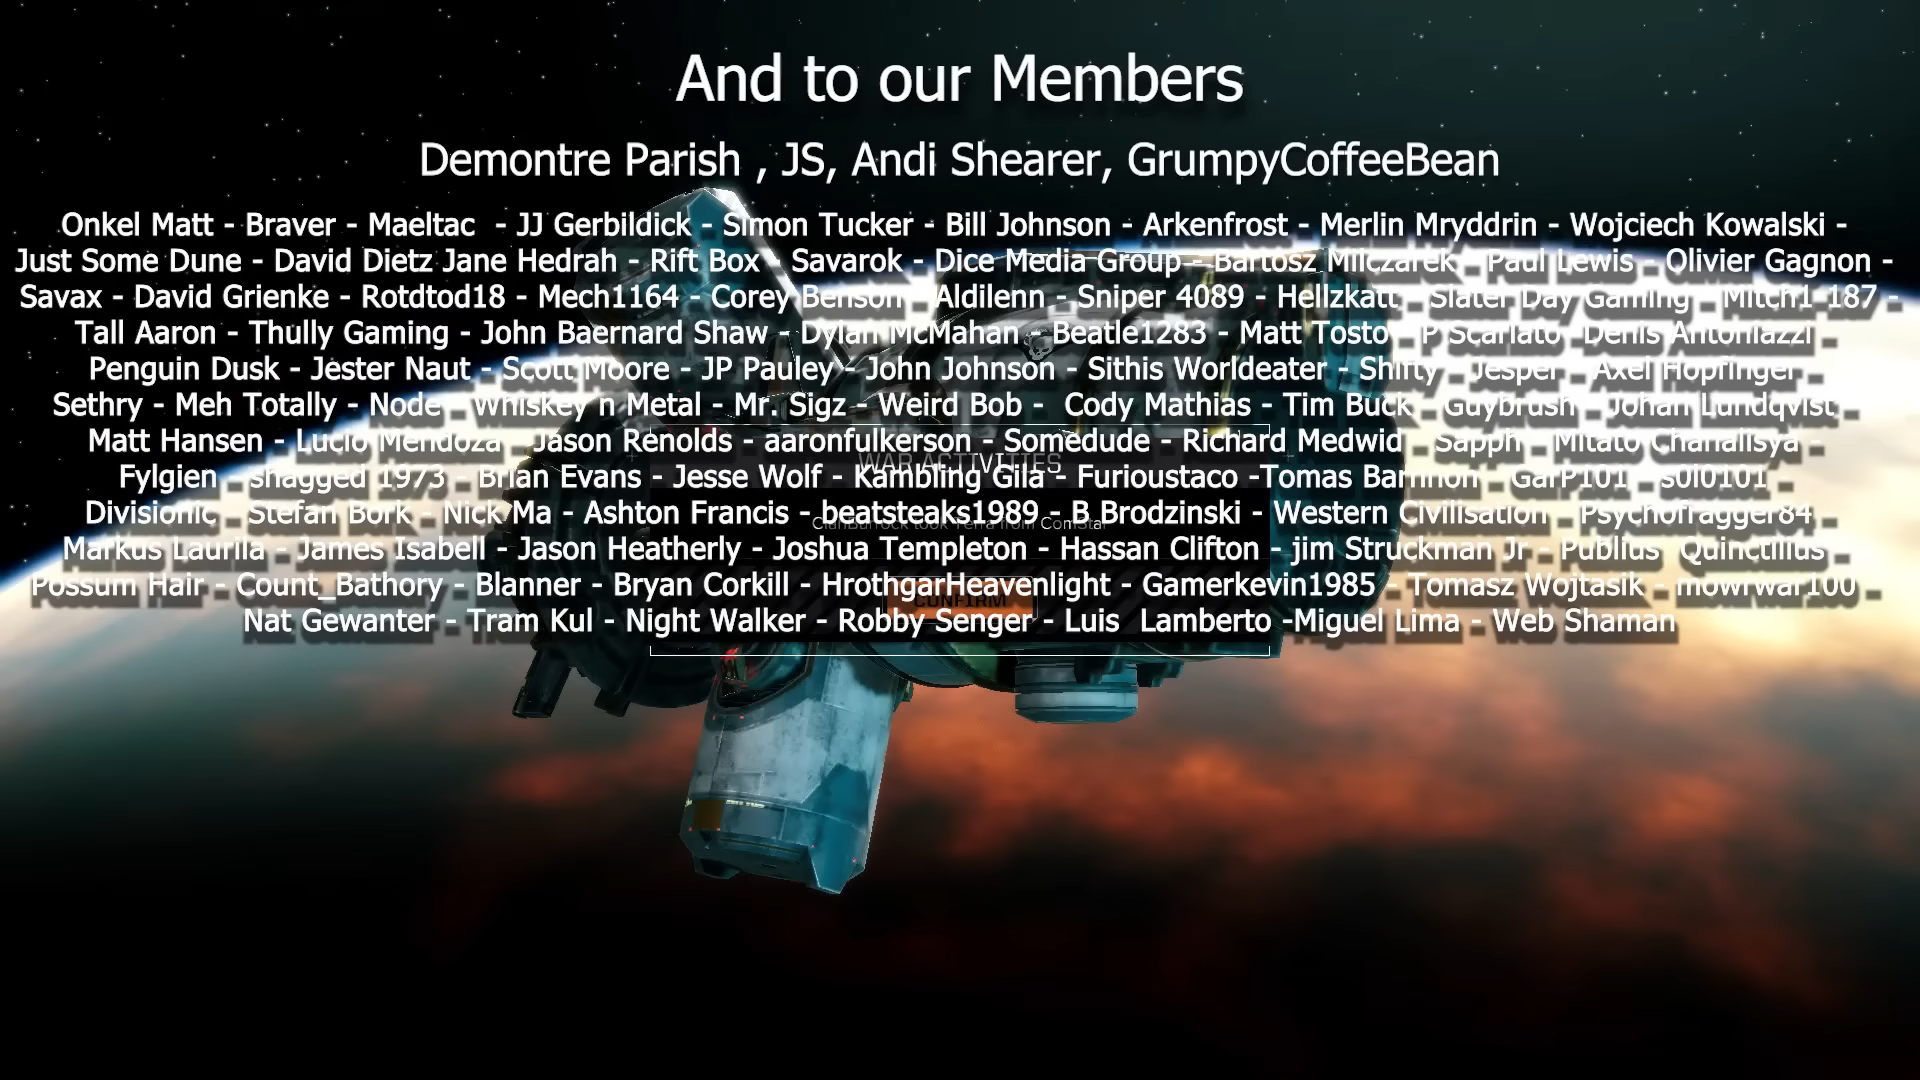 And to our Members
Demontre Parish , JS, Andi Shearer, GrumpyCoffeeBean
Onkel Matt - Braver - Maeltac - JJ Gerbildick - Simon Tucker - Bill Johnson - Arkenfrost - Merlin Mryddrin - Wojciech Kowalski -
Just Some Dune - David Dietz Jane Hedrah - Rift Box - Savarok - Dice Media Group - Bartosz Milczarek - Paul Lewis - Olivier Gagnon -
Savax - David Grienke - Rotdtod18 - Mech1164 - Corey Benson - Aldilenn - Sniper 4089 - Hellzkatt - Slater Day Gaming - Mitch1 187 -
Tall Aaron - Thully Gaming - John Baernard Shaw - Dylan McMahan - Beatle1283 - Matt Tosto - P Scarlato -Denis Antoniazzi -
Penguin Dusk - Jester Naut - Scott Moore - JP Pauley - John Johnson - Sithis Worldeater - Shifty - Jesper - Axel Hopfinger -
Sethry - Meh Totally - Node - Whiskey n Metal - Mr. Sigz - Weird Bob - Cody Mathias - Tim Buck - Guybrush - Johan Lundqvist -
Matt Hansen - Lucio Mendoza - Jason Renolds - aaronfulkerson - Somedude - Richard Medwid - Sapph - Mitato Chanalisya -
WAR ACTIVITIES
Fylgien - shagged 1973 - Brian Evans - Jesse Wolf - Kambling Gila - Furioustaco -Tomas Bamnon - GarP101 - s0l0101 -
Divisionic - Stefan Bork - Nick Ma - Ashton Francis - beatsteaks1989 - B Brodzinski - Western Civilisation - Psychofragger84 -
took Terra from ComStar
Markus Laurila - James Isabell - Jason Heatherly - Joshua Templeton - Hassan Clifton - jim Struckman Jr - Publius Quinctilius -
Possum Hair - Count_Bathory - Blanner - Bryan Corkill - HrothgarHeavenlight - Gamerkevin1985 - Tomasz Wojtasik - mowrwar100 -
CONFIRM
Nat Gewanter - Tram Kul - Night Walker - Robby Senger - Luis Lamberto -Miguel Lima - Web Shaman